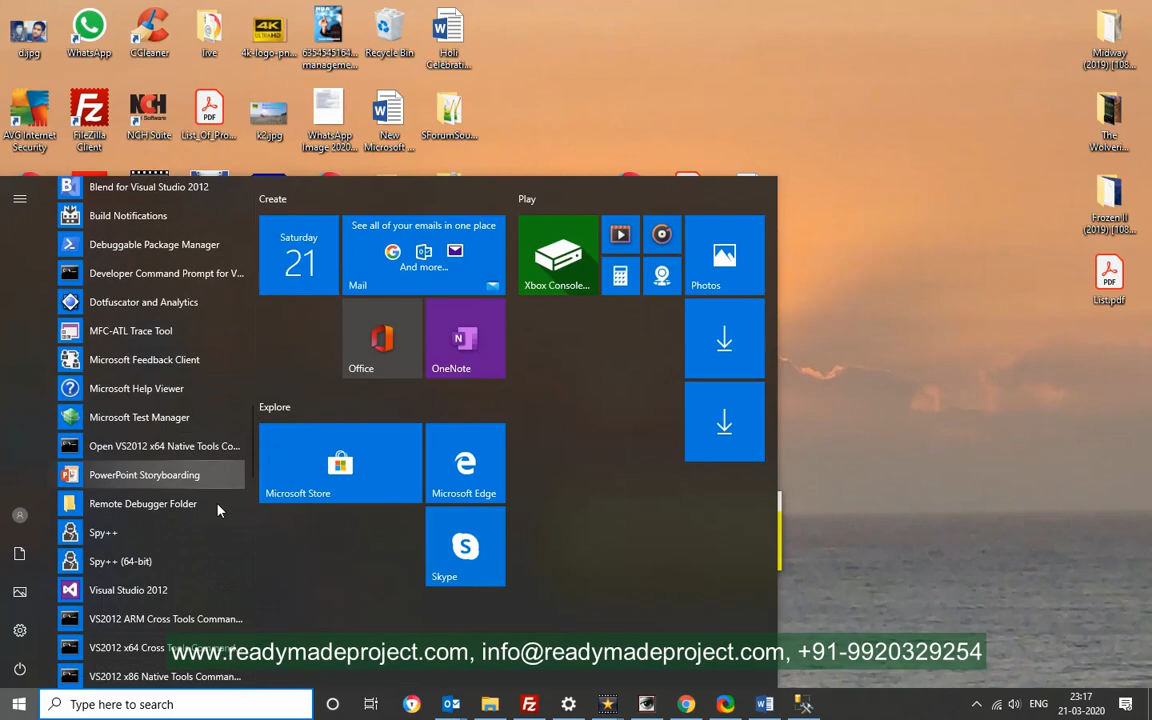 d.jpg
WhatsApp
CCleaner
live
4k-logo-pn...
6354545164...
manageme...
Recycle Bin
Holi
Celebrati...
Midway
(2019) [108...
AVG Internet
Security
FileZilla
Client
NCH Suite
List_Of_Pro...
k2.jpg
WhatsApp
Image 2020...
New
Microsoft ...
SForumSou...
The
Wolveri...
Frozen II
(2019) [108...
List.pdf
Blend for Visual Studio 2012
Build Notifications
Debuggable Package Manager
Developer Command Prompt for V...
Dotfuscator and Analytics
MFC-ATL Trace Tool
Microsoft Feedback Client
Microsoft Help Viewer
Microsoft Test Manager
Open VS2012 x64 Native Tools Co...
PowerPoint Storyboarding
Remote Debugger Folder
Spy++
Spy++ (64-bit)
Visual Studio 2012
VS2012 ARM Cross Tools Comman...
VS2012 x64 Cross
VS2012 x86 Native Tools Comman...
Create
Saturday
21
See all of your emails in one place
And more...
Mail
Office
OneNote
Explore
Microsoft Store
Microsoft Edge
Skype
Play
Xbox Console...
Photos
www.readymadeproject.com, info@readymadeproject.com, +91-9920329254
Type here to search
23:17
21-03-2020